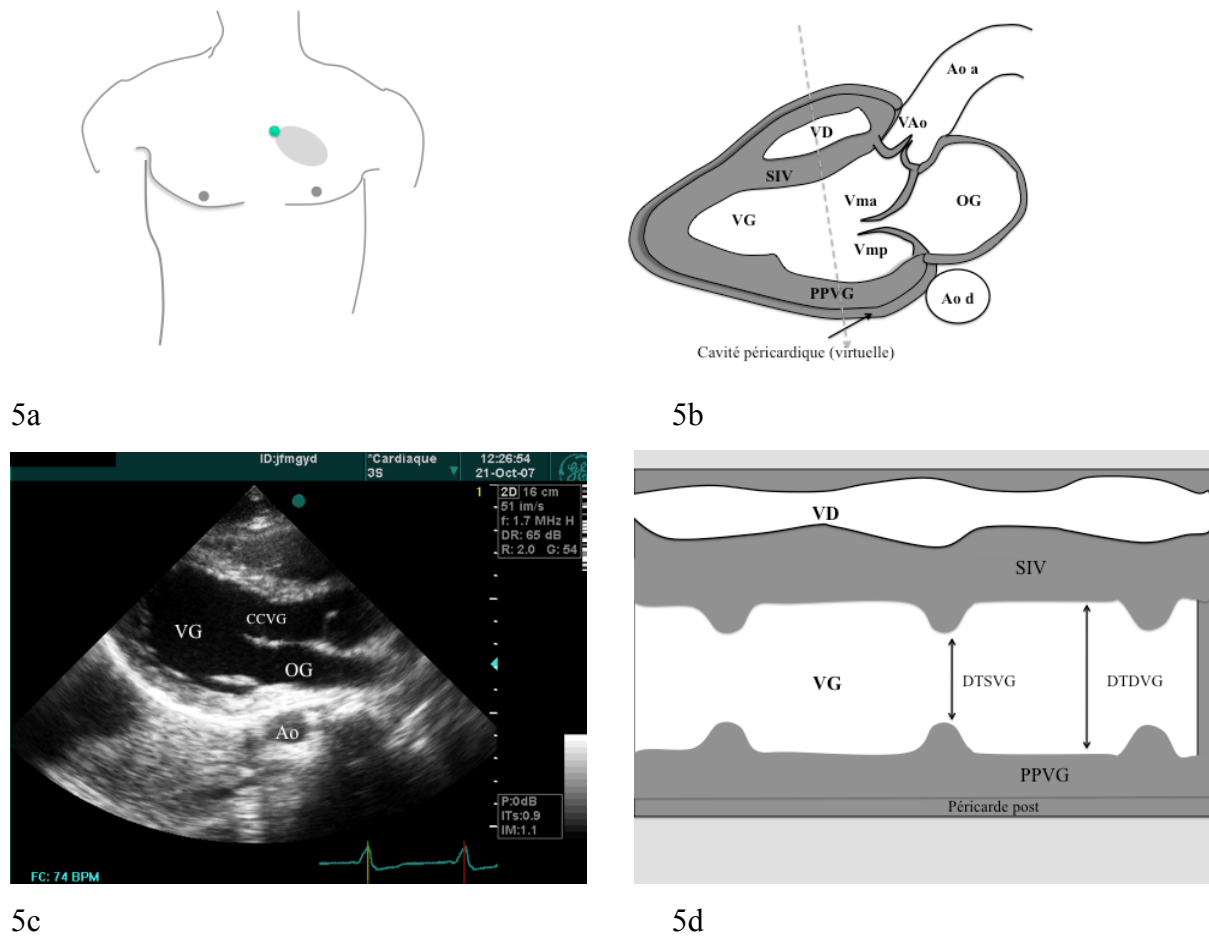 Ao a
VAo
VD
SIV
Vma
OG
VG
Vmp
PPVG
Ao d
Cavité péricardique (virtuelle)
5a
5b
ID:jfmgyd
*Cardiaque
3S
12:26:54
21-Oct-07
1
2D 16 cm
51 im/s
f: 1.7 MHz H
DR: 65 dB
R: 2.0 G: 54
CCVG
VG
OG
Ao
P:0dB
ITs:0.9
IM:1.1
FC: 74 BPM
VD
SIV
VG
DTSVG
DTDVG
PPVG
Péricarde post
5c
5d